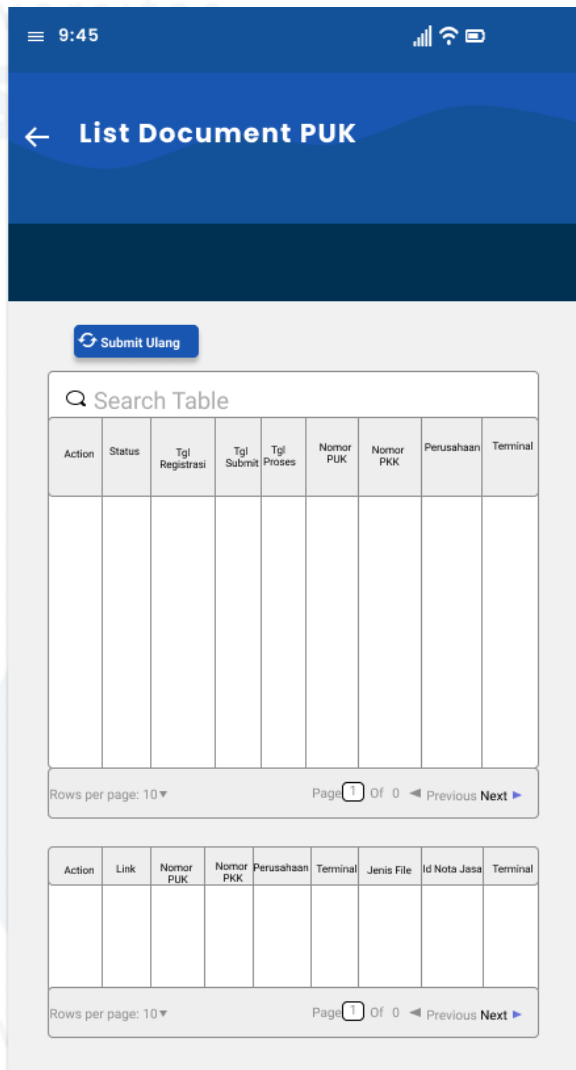 9:45
List Document PUK
Submit Ulang
Search Table
Action Status Tgl Registrasi Tgl Submit Tgl Proses Nomor PUK Nomor PKK Perusahaan Terminal
Rows per page: 10 Page 1 Of 0 Previous Next
Action Link Nomor PUK Nomor PKK Perusahaan Terminal Jenis File Id Nota Jasa Terminal
Rows per page: 10 Page 1 Of 0 Previous Next